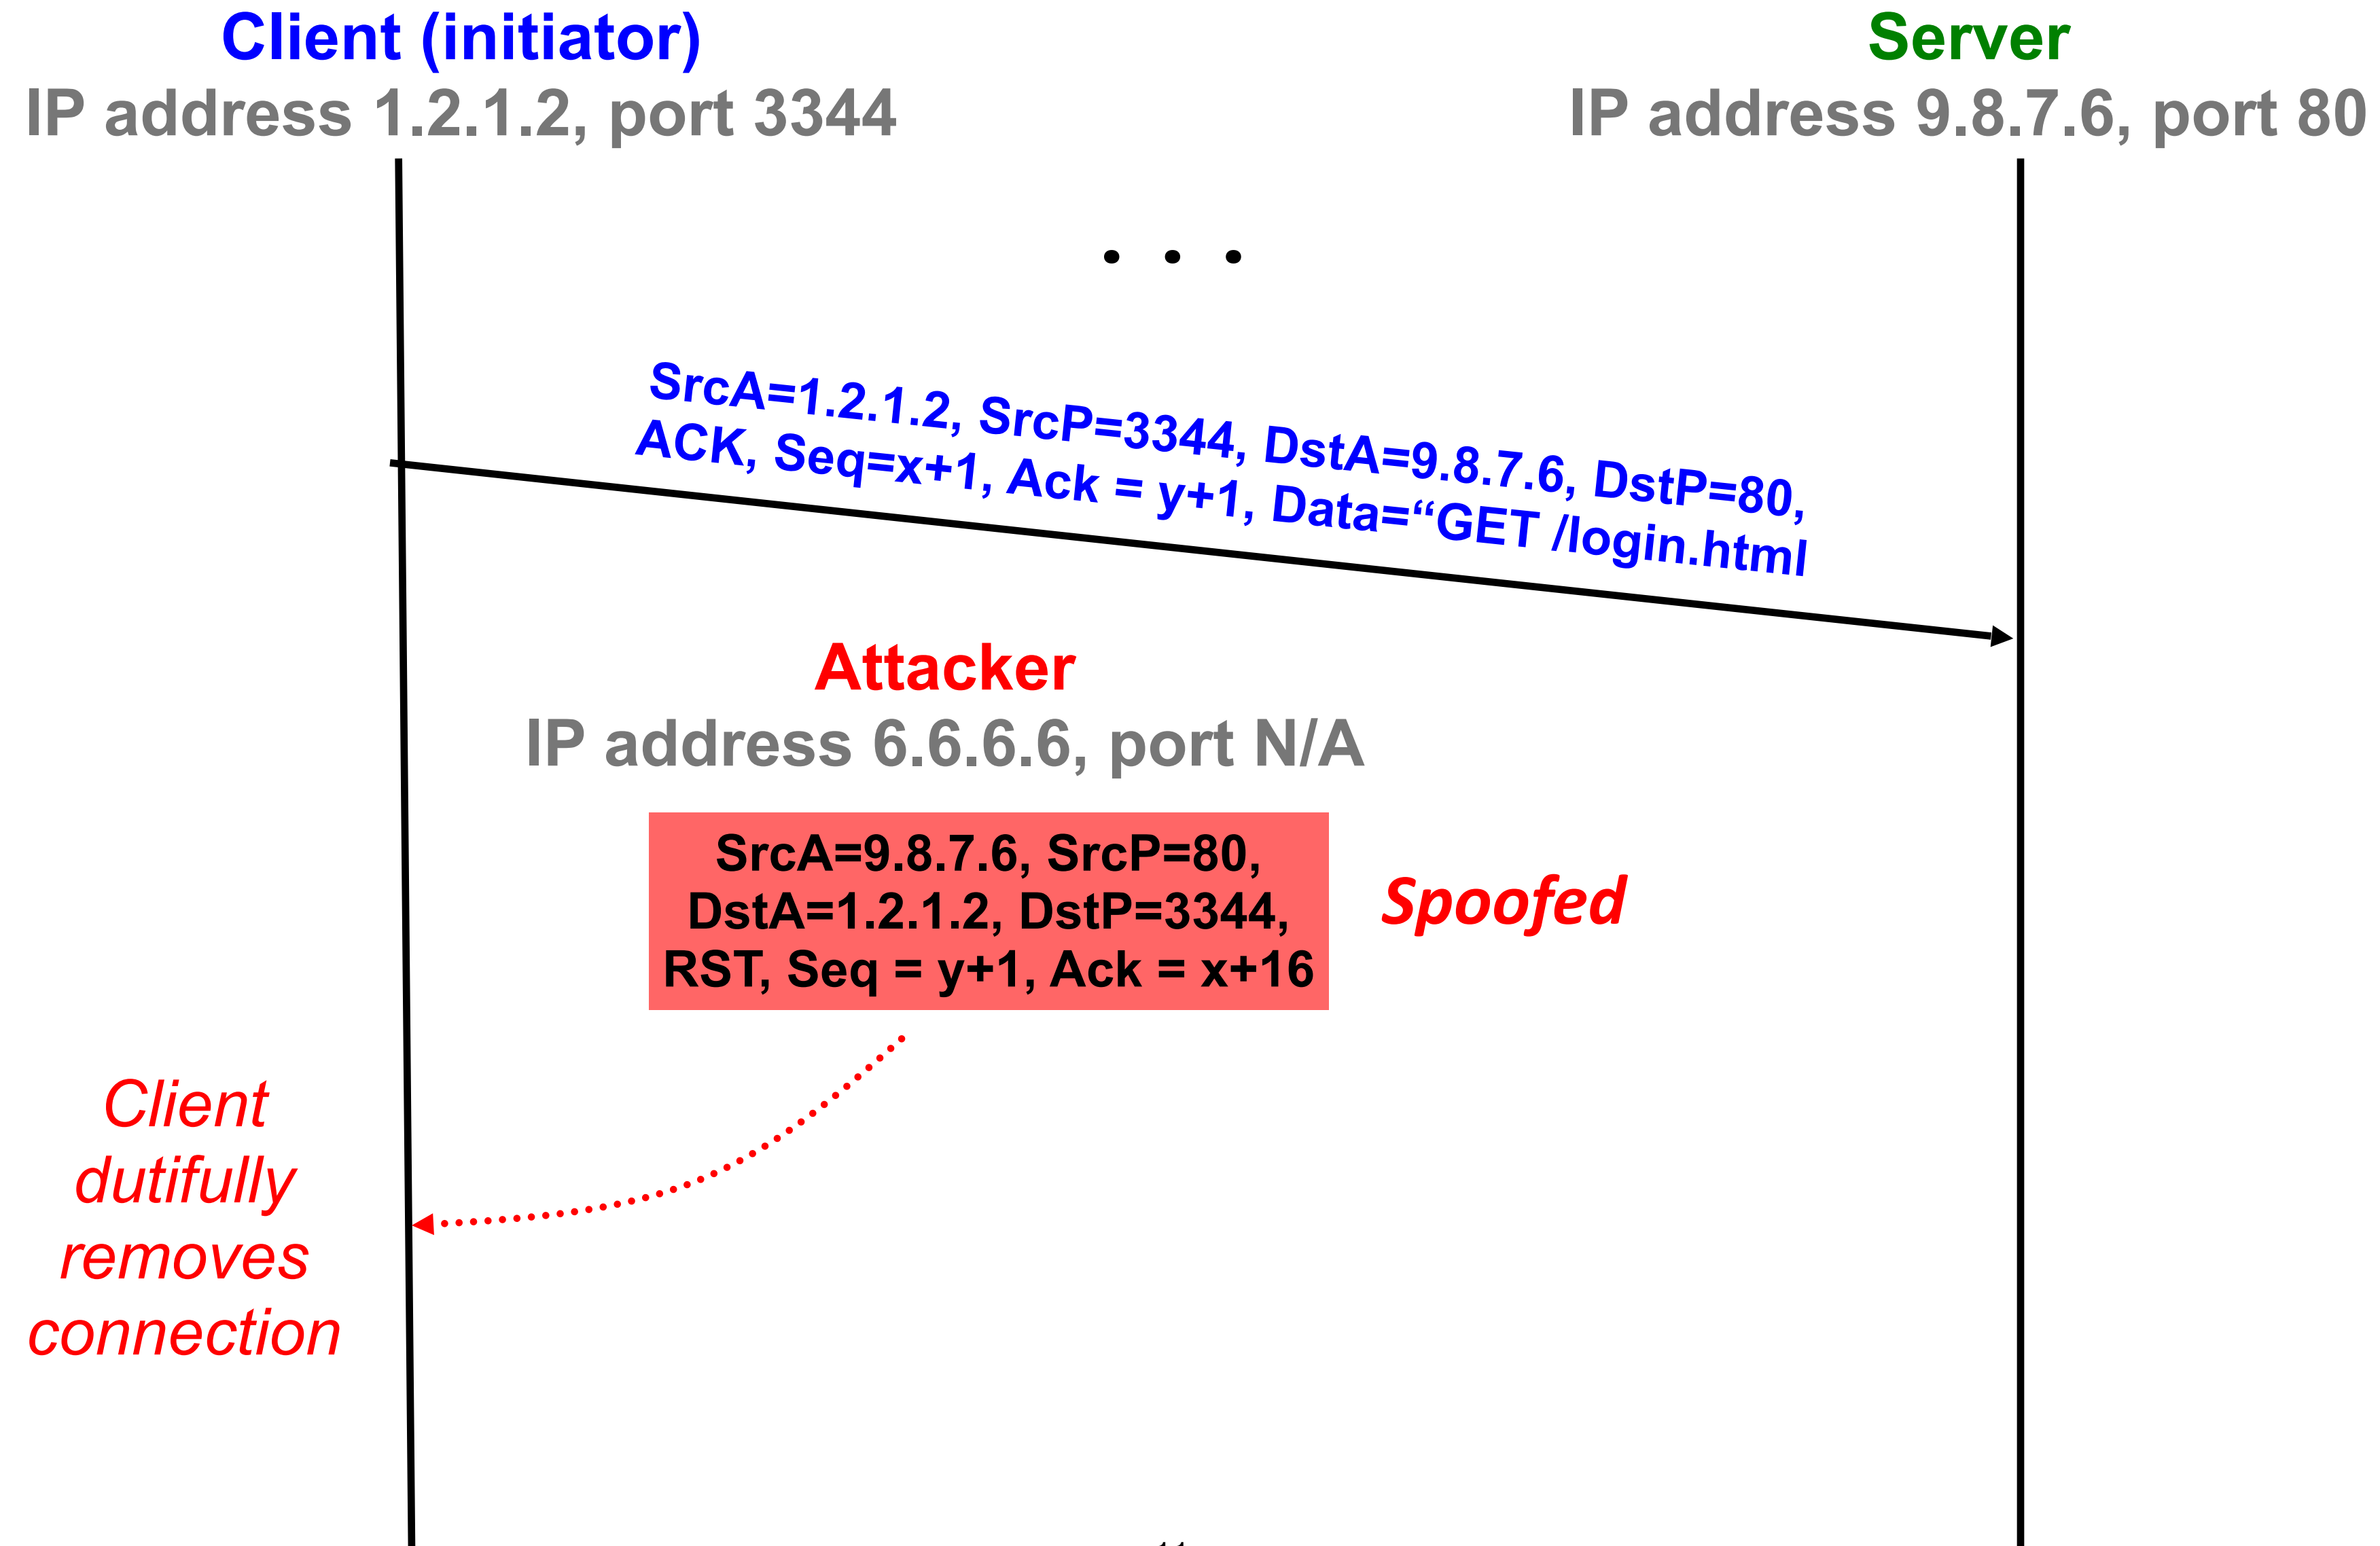 Client (initiator)
IP address 1.2.1.2, port 3344
Server
IP address 9.8.7.6, port 80
. . .
SrcA=1.2.1.2, SrcP=3344, DstA=9.8.7.6, DstP=80,
ACK, Seq=x+1, Ack = y+1, Data=“GET /login.html
Attacker
IP address 6.6.6.6, port N/A
SrcA=9.8.7.6, SrcP=80,
DstA=1.2.1.2, DstP=3344,
RST, Seq = y+1, Ack = x+16
Spoofed
Client
dutifully
removes
connection